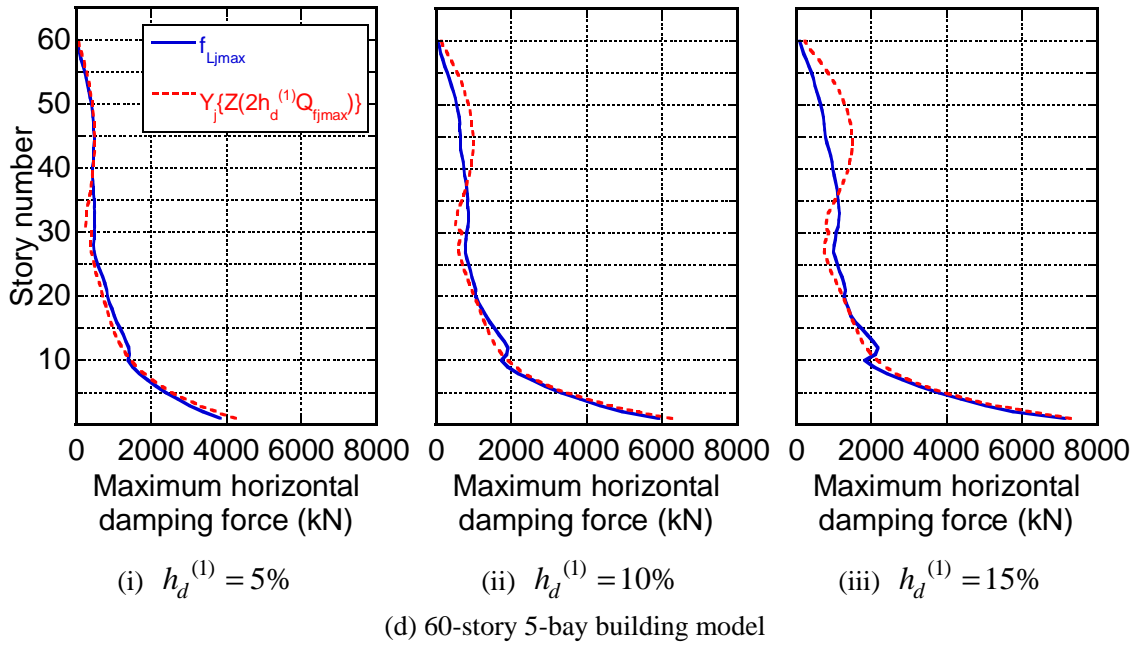 Story number
60
50
40
30
20
10
f_Ljmax
Y_j{Z(2h_d^(1)Q_fjmax)}
0 2000 4000 6000 8000
Maximum horizontal
damping force (kN)
(i) h_d^(1) = 5%
0 2000 4000 6000 8000
Maximum horizontal
damping force (kN)
(ii) h_d^(1) = 10%
0 2000 4000 6000 8000
Maximum horizontal
damping force (kN)
(iii) h_d^(1) = 15%
(d) 60-story 5-bay building model